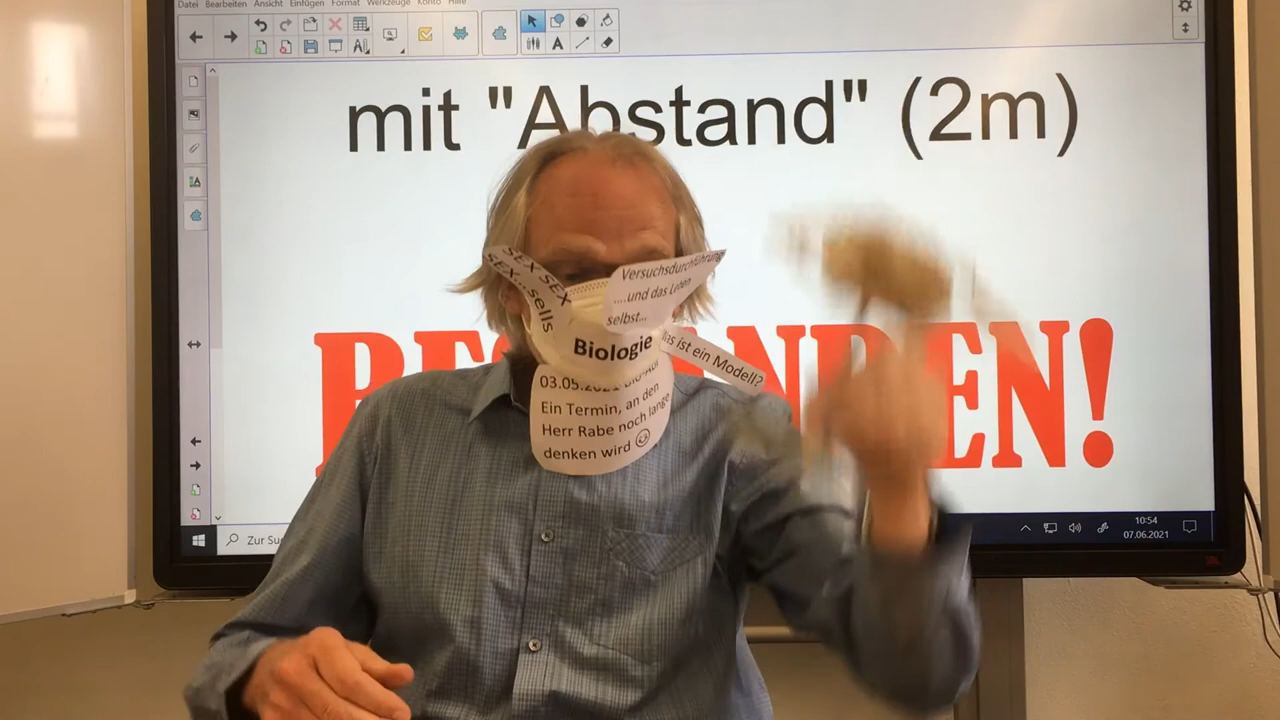 Datei Bearbeiten Ansicht Einfügen Format Werkzeuge Konto Hilfe
mit "Abstand" (2m)
SEX SEX
SEX...sells
Versuchsdurchführung
....und das Leben
selbst...
Biologie
ist ein Modell?
03.05.2021
Ein Termin, an den
Herr Rabe noch lange
denken wird
EN!
Zur
10:54
07.06.2021